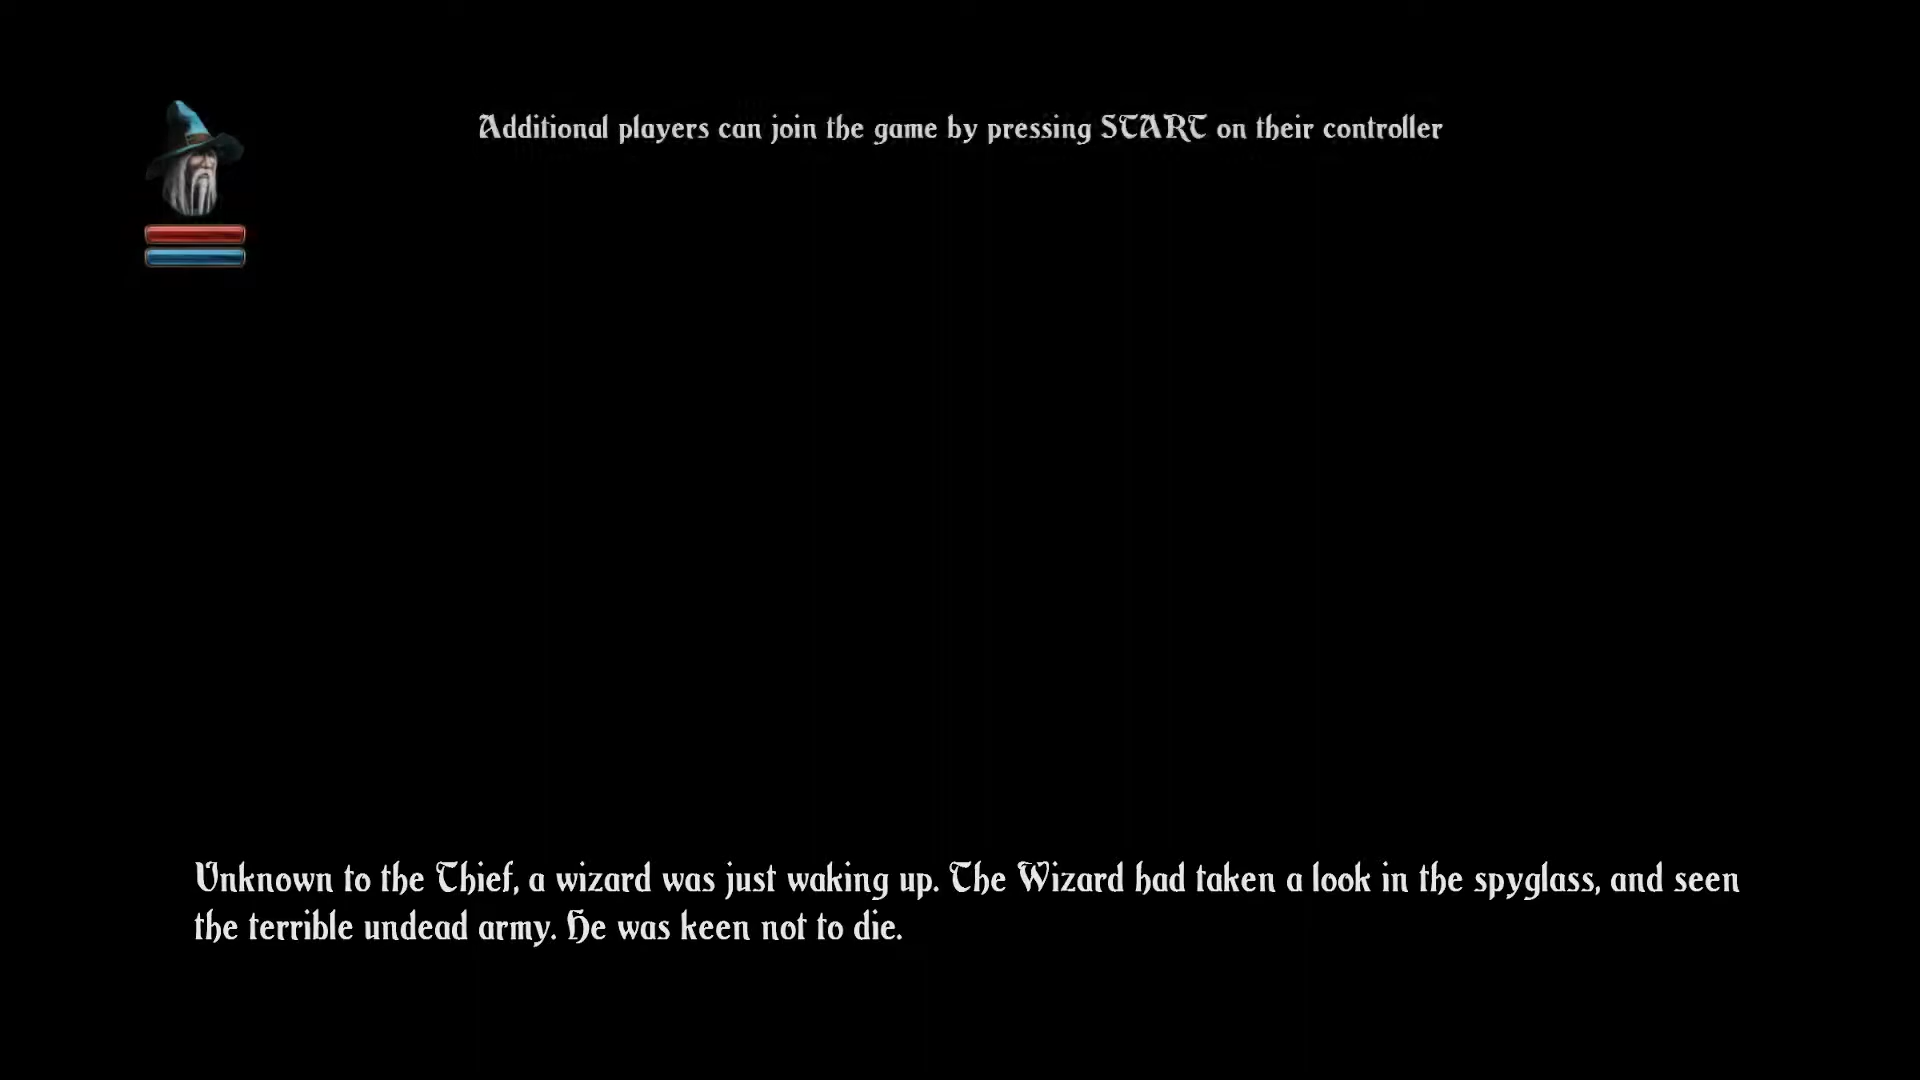 Additional players can join the game by pressing START on their controller
Unknown to the Thief, a wizard was just waking up. The Wizard had taken a look in the spyglass, and seen
the terrible undead army. He was keen not to die.